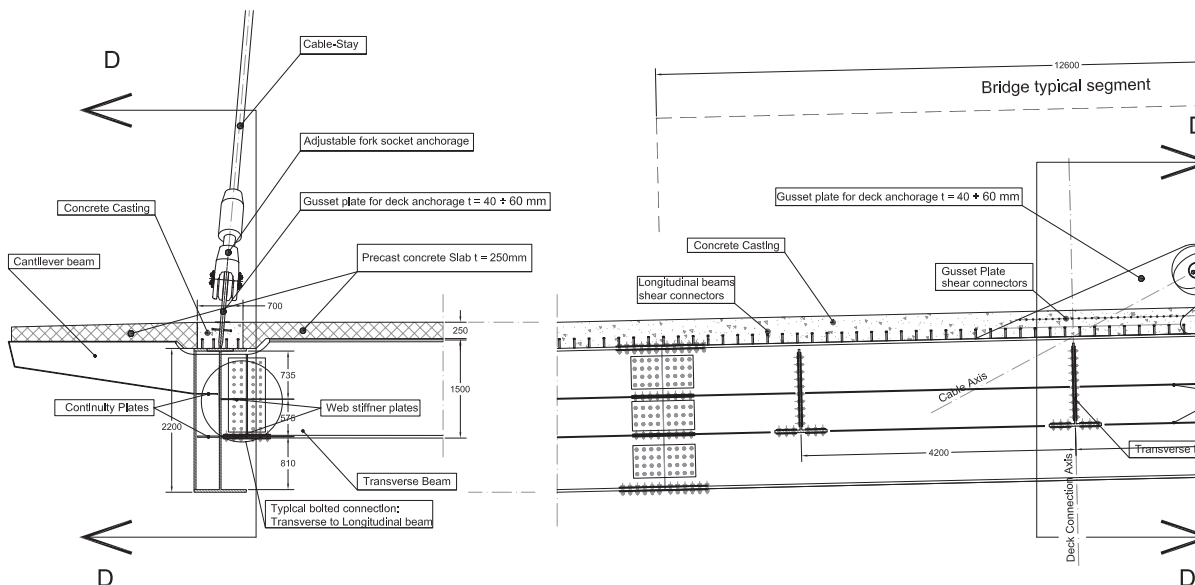 D
Cable-Stay
12600
Bridge typical segment
Adjustable fork socket anchorage
Gusset plate for deck anchorage t = 40 ÷ 60 mm
Gusset plate for deck anchorage t = 40 ÷ 60 mm
Concrete Casting
Precast concrete Slab t = 250mm
Cantilever beam
Concrete Casting
Longitudinal beams
shear connectors
Gusset Plate
shear connectors
700
250
735
1500
Cable Axis
Continuity Plates
575
Web stiffner plates
2200
810
4200
Transverse Beam
Transverse
Typical bolted connection:
Transverse to Longitudinal beam
Deck Connection Axis
D
D